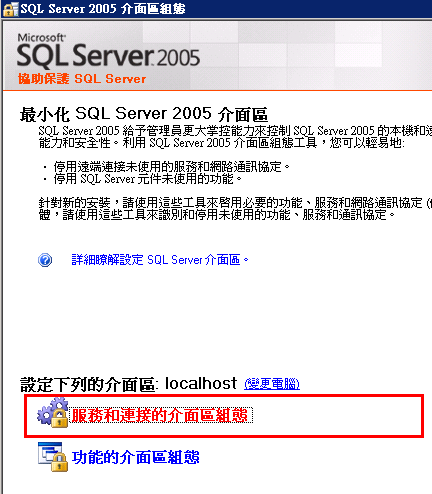 SQL Server 2005 介面區組態
Microsoft®
SQL Server™ 2005
協助保護 SQL Server
最小化 SQL Server 2005 介面區
SQL Server 2005 給予管理員更大掌控能力來控制 SQL Server 2005 的本機和
能力和安全性。利用 SQL Server 2005 介面區組態工具，您可以輕易地:
• 停用遠端連接未使用的服務和網路通訊協定。
• 停用 SQL Server 元件未使用的功能。
針對新的安裝，請使用這些工具來啓用必要的功能、服務和網路通訊協定
體，請使用這些工具來識別和停用未使用的功能、服務和通訊協定。
詳細瞭解設定 SQL Server 介面區。
設定下列的介面區: localhost (變更電腦)
服務和連接的介面區組態
功能的介面區組態